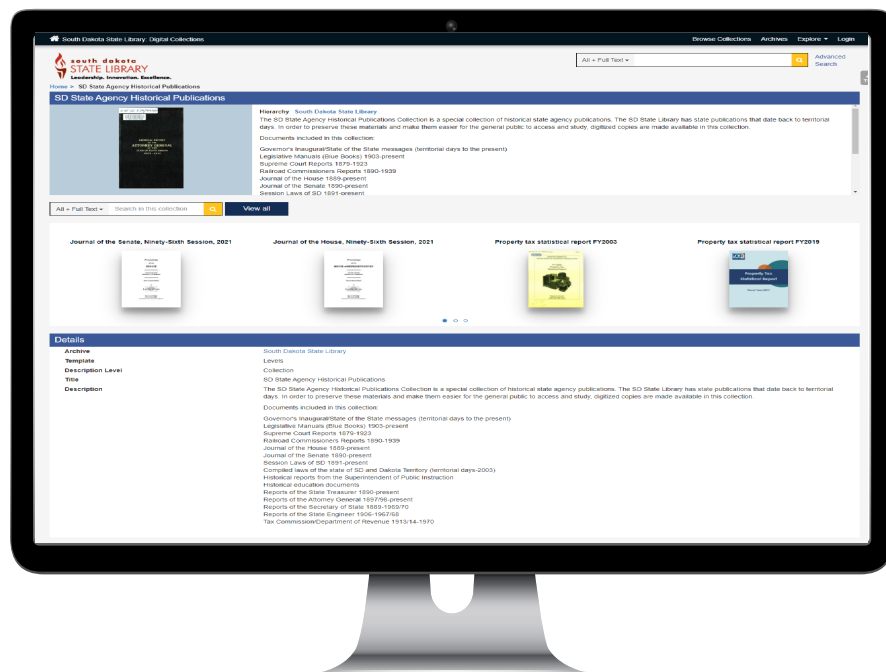 South Dakota State Library: Digital Collections
Browse Collections Archives Explore Login
south dakota
STATE LIBRARY
Leadership. Innovation. Excellence.
All + Full Text
Advanced Search
Home > SD State Agency Historical Publications
SD State Agency Historical Publications
ATTORNEY GENERAL
Hierarchy South Dakota State Library
The SD State Agency Historical Publications Collection is a special collection of historical state agency publications. The SD State Library has state publications that date back to territorial
days. In order to preserve these materials and make them easier for the general public to access and study, digitized copies are made available in this collection.
Documents included in this collection:
Governor's Inaugural/State of the State messages (territorial days to the present)
Legislative Manuals (Blue Books) 1903-present
Supreme Court Reports 1879-1923
Railroad Commissioners Reports 1890-1939
Journal of the House 1889-present
Journal of the Senate 1890-present
Session Laws of SD 1891-present
All + Full Text Search in this collection View all
Journal of the Senate, Ninety-Sixth Session, 2021
Journal of the House, Ninety-Sixth Session, 2021
Property tax statistical report FY2003
Property tax statistical report FY2019
Property Tax
Statistical Report
Details
Archive South Dakota State Library
Template Levels
Description Level Collection
Title SD State Agency Historical Publications
Description The SD State Agency Historical Publications Collection is a special collection of historical state agency publications. The SD State Library has state publications that date back to territorial
days. In order to preserve these materials and make them easier for the general public to access and study, digitized copies are made available in this collection.
Documents included in this collection:
Governor's Inaugural/State of the State messages (territorial days to the present)
Legislative Manuals (Blue Books) 1903-present
Supreme Court Reports 1879-1923
Railroad Commissioners Reports 1890-1939
Journal of the House 1889-present
Journal of the Senate 1890-present
Session Laws of SD 1891-present
Compiled laws of the state of SD and Dakota Territory (territorial days-2003)
Historical reports from the Superintendent of Public Instruction
Historical education documents
Reports of the State Treasurer 1890-present
Reports of the Attorney General 1897/98-present
Reports of the Secretary of State 1889-1969/70
Reports of the State Engineer 1906-1967/68
Tax Commission/Department of Revenue 1913/14-1970